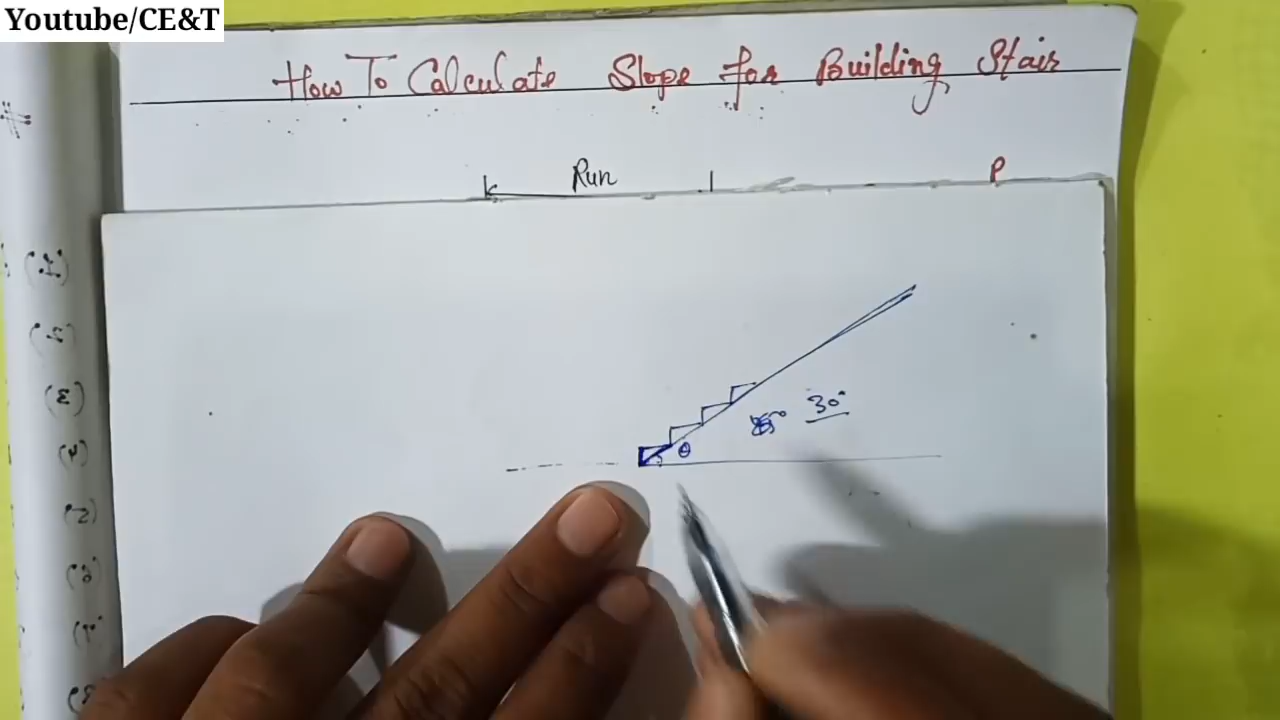 Youtube/CE&T
How To Calculate Slope for Building Stair
Run
P
30°
θ